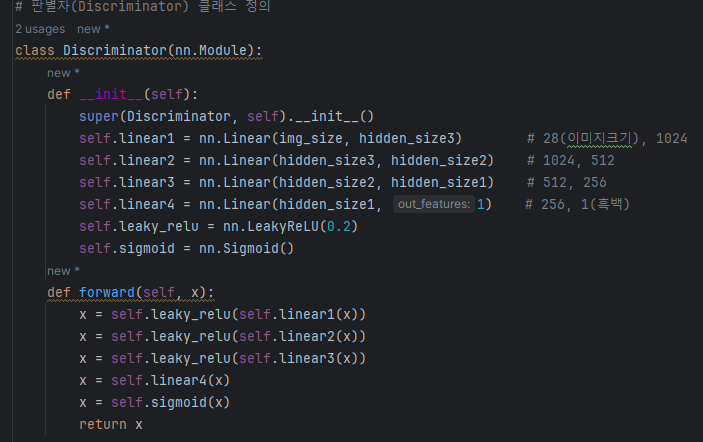 # 판별자(Discriminator) 클래스 정의
2 usages new *
class Discriminator(nn.Module):
new *
def __init__(self):
super(Discriminator, self).__init__()
self.linear1 = nn.Linear(img_size, hidden_size3) # 28(이미지크기), 1024
self.linear2 = nn.Linear(hidden_size3, hidden_size2) # 1024, 512
self.linear3 = nn.Linear(hidden_size2, hidden_size1) # 512, 256
self.linear4 = nn.Linear(hidden_size1, out_features: 1) # 256, 1(흑백)
self.leaky_relu = nn.LeakyReLU(0.2)
self.sigmoid = nn.Sigmoid()
new *
def forward(self, x):
x = self.leaky_relu(self.linear1(x))
x = self.leaky_relu(self.linear2(x))
x = self.leaky_relu(self.linear3(x))
x = self.linear4(x)
x = self.sigmoid(x)
return x